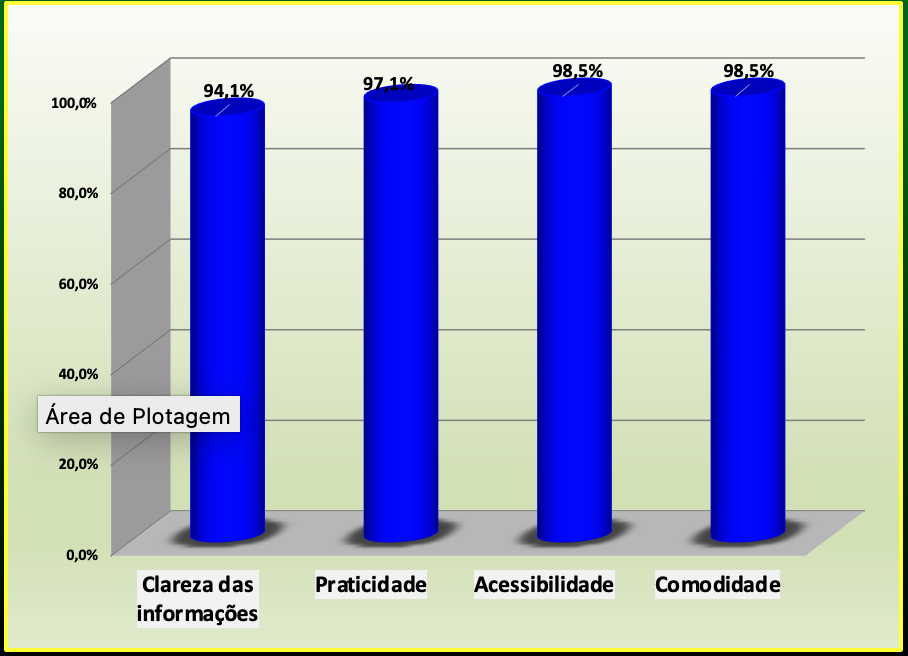 94,1%
97,1%
98,5%
98,5%
100,0%
80,0%
60,0%
40,0%
Área de Plotagem
20,0%
0,0%
Clareza das
informações
Praticidade
Acessibilidade
Comodidade